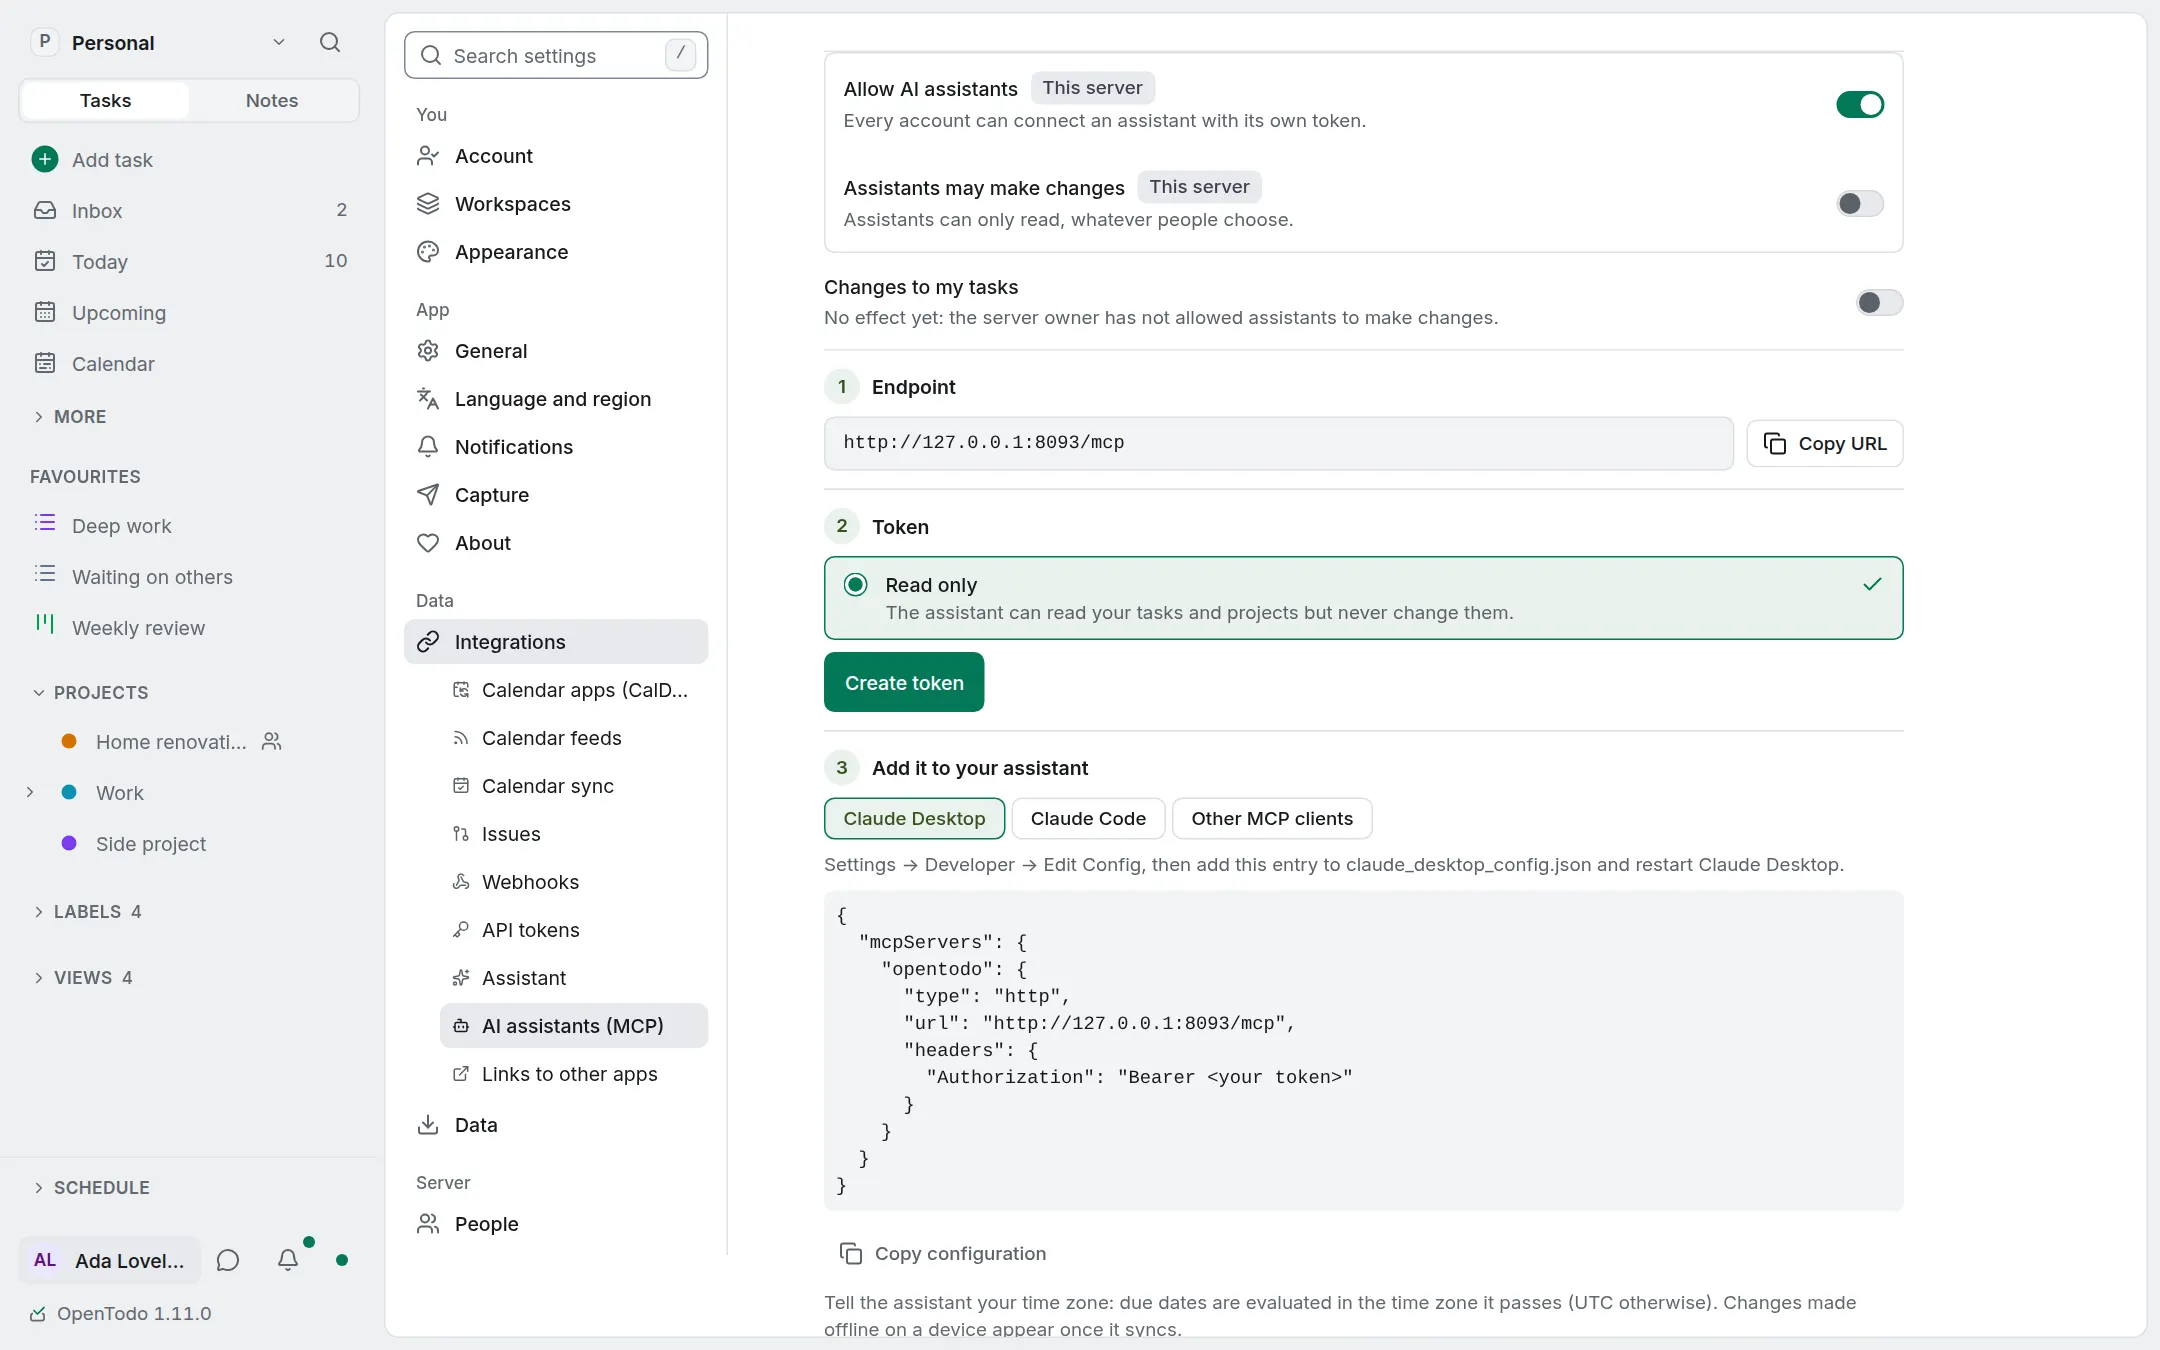 P Personal
Tasks Notes
Add task
Inbox 2
Today 10
Upcoming
Calendar
MORE
FAVOURITES
Deep work
Waiting on others
Weekly review
PROJECTS
Home renovati...
Work
Side project
LABELS 4
VIEWS 4
SCHEDULE
AL Ada Lovel...
OpenTodo 1.11.0
Search settings /
You
Account
Workspaces
Appearance
App
General
Language and region
Notifications
Capture
About
Data
Integrations
Calendar apps (CalD...
Calendar feeds
Calendar sync
Issues
Webhooks
API tokens
Assistant
AI assistants (MCP)
Links to other apps
Data
Server
People
Allow AI assistants This server
Every account can connect an assistant with its own token.
Assistants may make changes This server
Assistants can only read, whatever people choose.
Changes to my tasks
No effect yet: the server owner has not allowed assistants to make changes.
1 Endpoint
http://127.0.0.1:8093/mcp Copy URL
2 Token
Read only
The assistant can read your tasks and projects but never change them.
Create token
3 Add it to your assistant
Claude Desktop Claude Code Other MCP clients
Settings → Developer → Edit Config, then add this entry to claude_desktop_config.json and restart Claude Desktop.
{
"mcpServers": {
"opentodo": {
"type": "http",
"url": "http://127.0.0.1:8093/mcp",
"headers": {
"Authorization": "Bearer <your token>"
}
}
}
}
Copy configuration
Tell the assistant your time zone: due dates are evaluated in the time zone it passes (UTC otherwise). Changes made
offline on a device appear once it syncs.